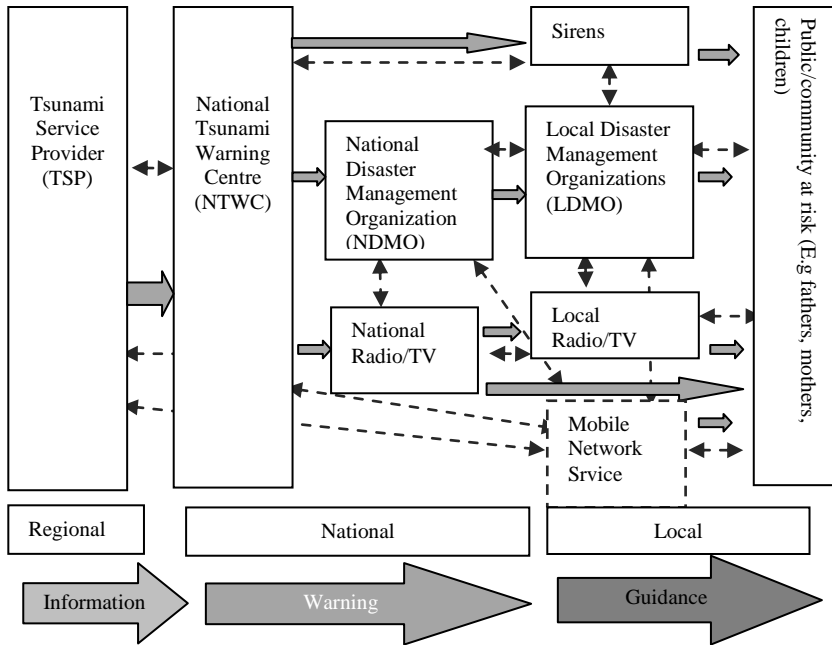 Tsunami
Service
Provider
(TSP)
National
Tsunami
Warning
Centre
(NTWC)
National
Disaster
Management
Organization
(NDMO)
National
Radio/TV
Sirens
Local Disaster
Management
Organizations
(LDMO)
Local
Radio/TV
Mobile
Network
Srvice
Public/community at risk (E.g fathers, mothers,
children)
Regional
National
Local
Information
Warning
Guidance